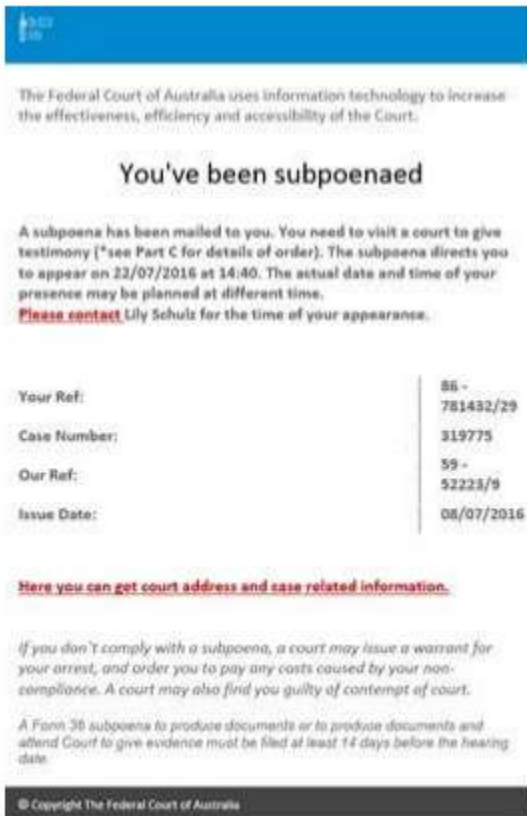 The Federal Court of Australia uses information technology to increase
the effectiveness, efficiency and accessibility of the Court.
You've been subpoenaed
A subpoena has been mailed to you. You need to visit a court to give
testimony (*see Part C for details of order). The subpoena directs you
to appear on 22/07/2016 at 14:40. The actual date and time of your
presence may be planned at different time.
Please contact Lily Schulz for the time of your appearance.
Your Ref: 86 -
781432/29
Case Number: 319775
Our Ref: 59 -
52223/9
Issue Date: 08/07/2016
Here you can get court address and case related information.
If you don't comply with a subpoena, a court may issue a warrant for
your arrest, and order you to pay any costs caused by your non-
compliance. A court may also find you guilty of contempt of court.
A Form 36 subpoena to produce documents or to produce documents and
attend Court to give evidence must be filed at least 14 days before the hearing
date.
© Copyright The Federal Court of Australia